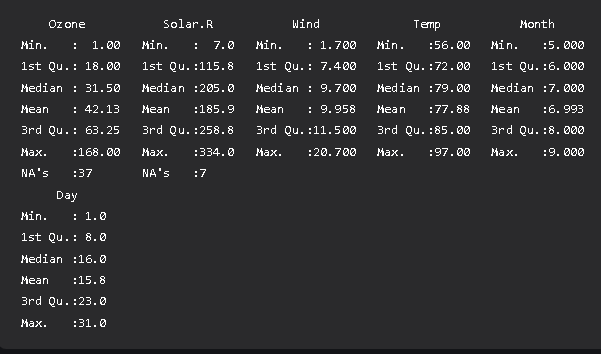 Ozone Solar.R Wind Temp Month
Min.   :  1.00 Min.   :  7.0 Min.   : 1.700 Min.   :56.00 Min.   :5.000
1st Qu.: 18.00 1st Qu.:115.8 1st Qu.: 7.400 1st Qu.:72.00 1st Qu.:6.000
Median : 31.50 Median :205.0 Median : 9.700 Median :79.00 Median :7.000
Mean   : 42.13 Mean   :185.9 Mean   : 9.958 Mean   :77.88 Mean   :6.993
3rd Qu.: 63.25 3rd Qu.:258.8 3rd Qu.:11.500 3rd Qu.:85.00 3rd Qu.:8.000
Max.   :168.00 Max.   :334.0 Max.   :20.700 Max.   :97.00 Max.   :9.000
NA's   :37 NA's   :7
Day
Min.   : 1.0
1st Qu.: 8.0
Median :16.0
Mean   :15.8
3rd Qu.:23.0
Max.   :31.0